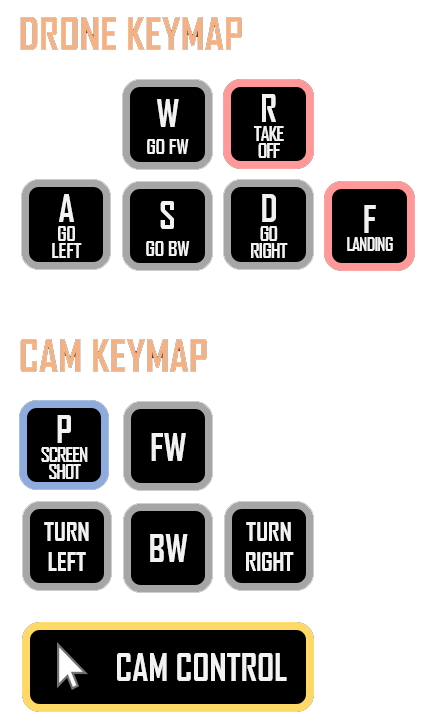 DRONE KEYMAP
W
GO FW
R
TAKE
OFF
A
GO
LEFT
S
GO BW
D
GO
RIGHT
F
LANDING
CAM KEYMAP
P
SCREEN
SHOT
FW
TURN
LEFT
BW
TURN
RIGHT
CAM CONTROL